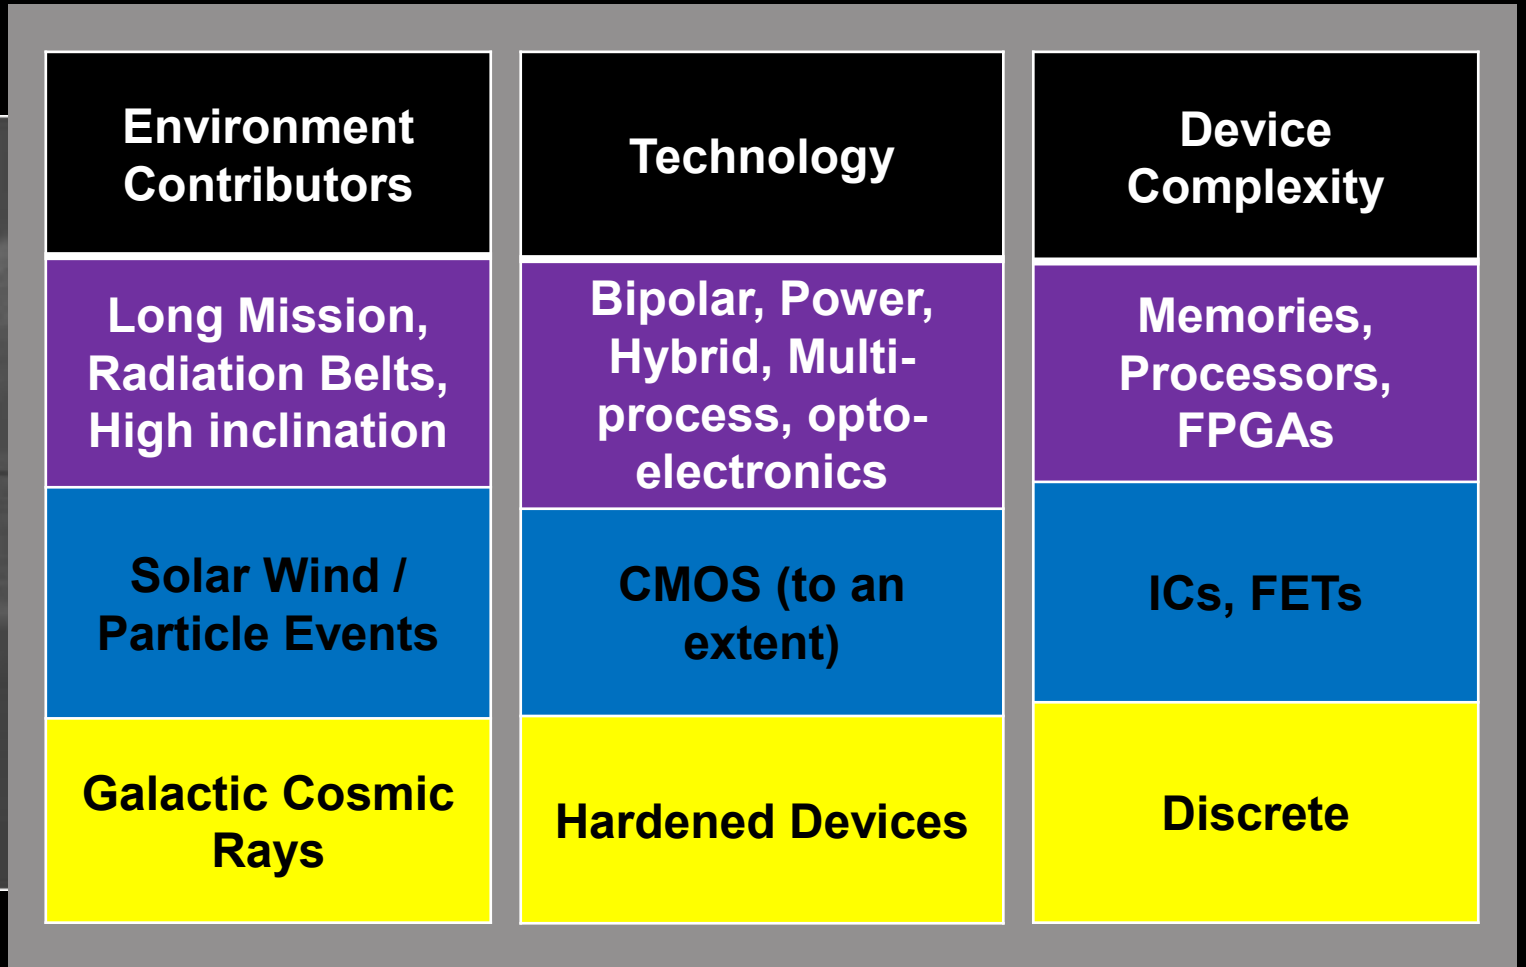 Environment
Contributors
Long Mission,
Radiation Belts,
High inclination
Solar Wind /
Particle Events
Galactic Cosmic
Rays
Technology
Bipolar, Power,
Hybrid, Multi-
process, opto-
electronics
CMOS (to an
extent)
Hardened Devices
Device
Complexity
Memories,
Processors,
FPGAs
ICs, FETs
Discrete